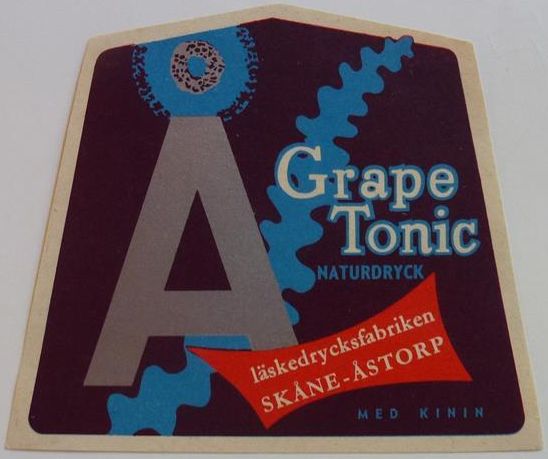 Å
Grape
Tonic
NATURDRYCK
läskedrycksfabriken
SKÅNE-ÅSTORP
MED KININ